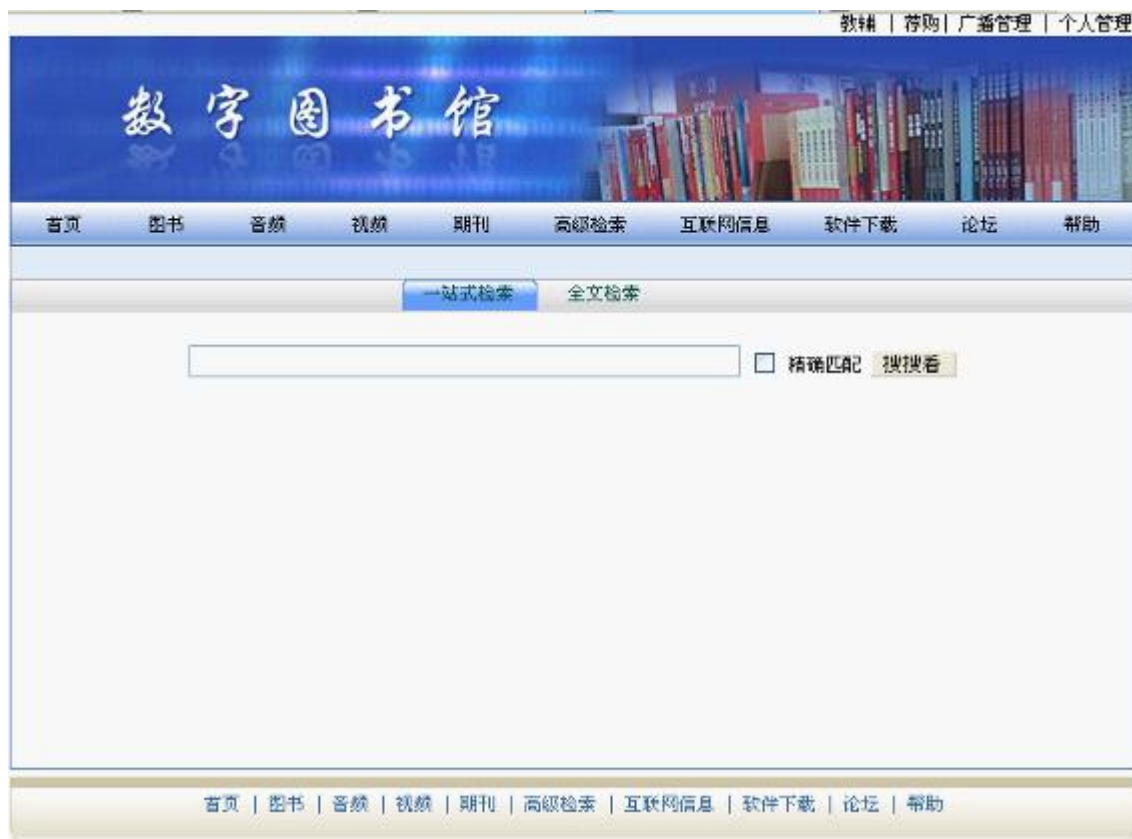 教辅 | 荐购 | 广播管理 | 个人管理
数字图书馆
首页 图书 音频 视频 期刊 高级检索 互联网信息 软件下载 论坛 帮助
一站式检索 全文检索
精确匹配 搜搜看
首页 | 图书 | 音频 | 视频 | 期刊 | 高级检索 | 互联网信息 | 软件下载 | 论坛 | 帮助